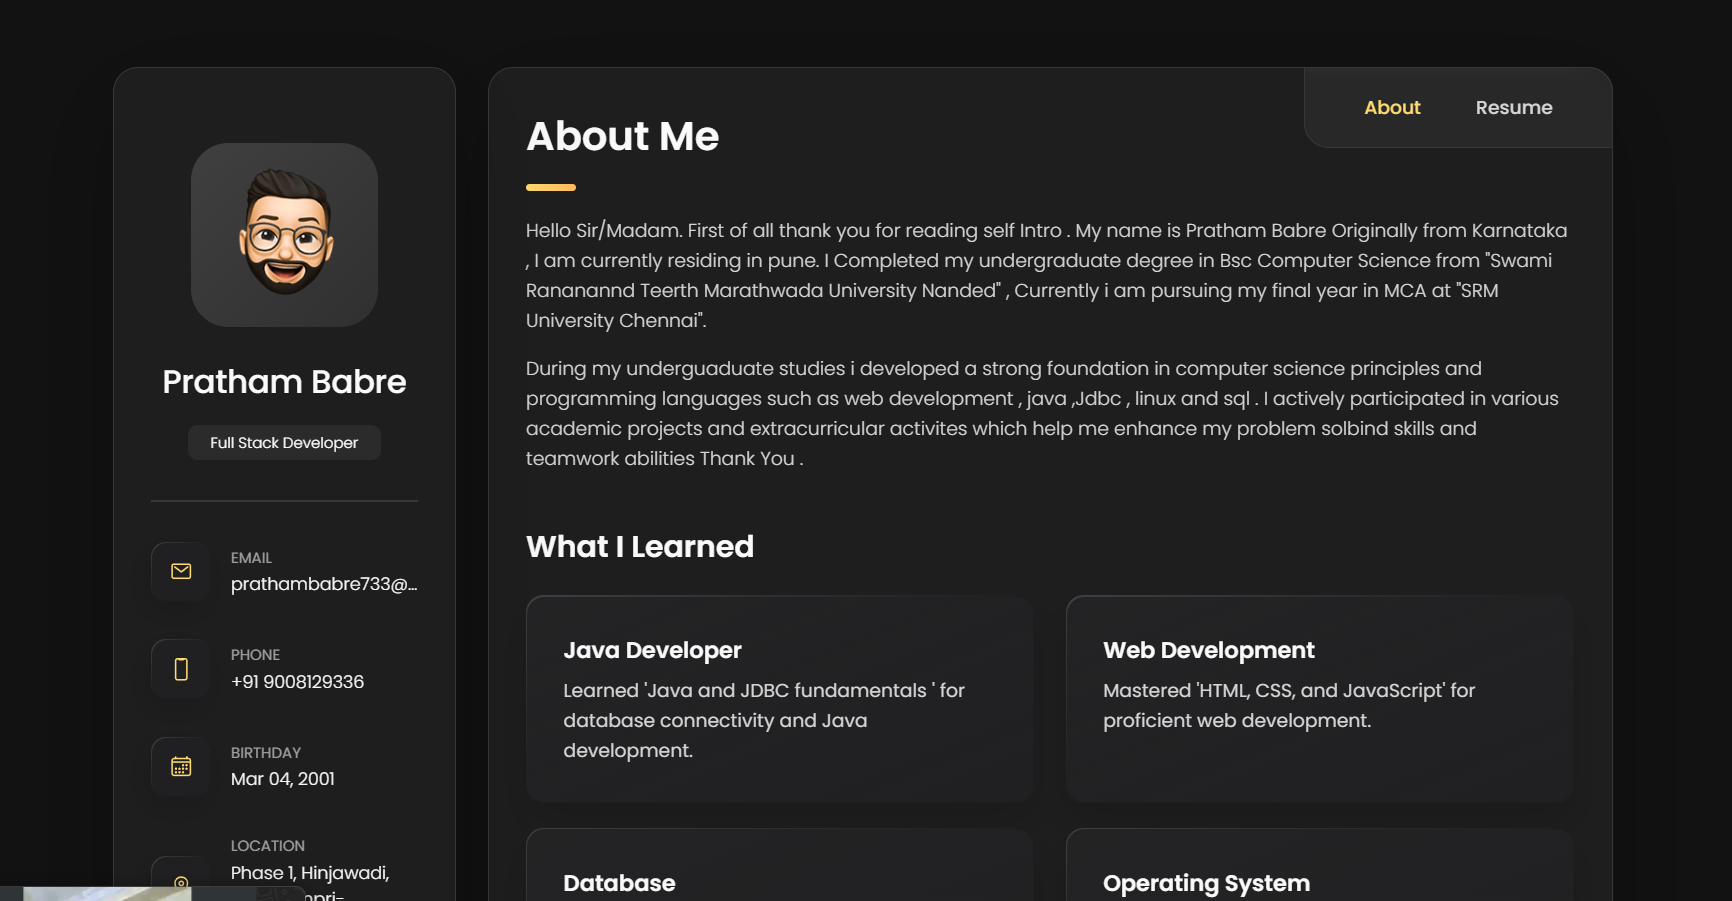 Pratham Babre
Full Stack Developer
EMAIL
prathambabre733@...
PHONE
+91 9008129336
BIRTHDAY
Mar 04, 2001
LOCATION
Phase 1, Hinjawadi,
About
Resume
About Me
Hello Sir/Madam. First of all thank you for reading self Intro . My name is Pratham Babre Originally from Karnataka
, I am currently residing in pune. I Completed my undergraduate degree in Bsc Computer Science from "Swami
Rananannd Teerth Marathwada University Nanded" , Currently i am pursuing my final year in MCA at "SRM
University Chennai".
During my underguaduate studies i developed a strong foundation in computer science principles and
programming languages such as web development , java ,Jdbc , linux and sql . I actively participated in various
academic projects and extracurricular activites which help me enhance my problem solbind skills and
teamwork abilities Thank You .
What I Learned
Java Developer
Learned 'Java and JDBC fundamentals ' for
database connectivity and Java
development.
Web Development
Mastered 'HTML, CSS, and JavaScript' for
proficient web development.
Database
Operating System